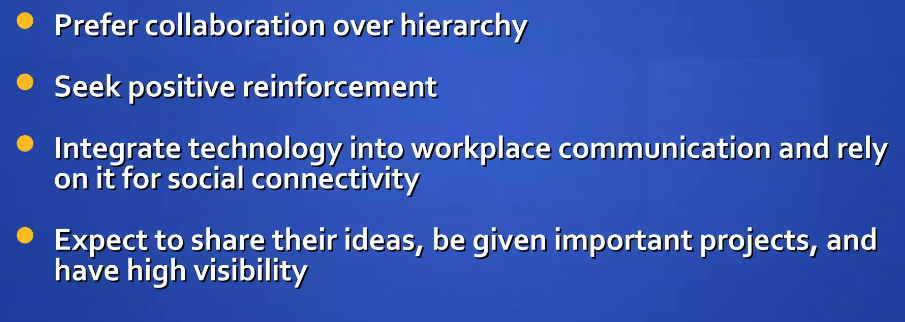 Prefer collaboration over hierarchy
Seek positive reinforcement
Integrate technology into workplace communication and rely
on it for social connectivity
Expect to share their ideas, be given important projects, and
have high visibility